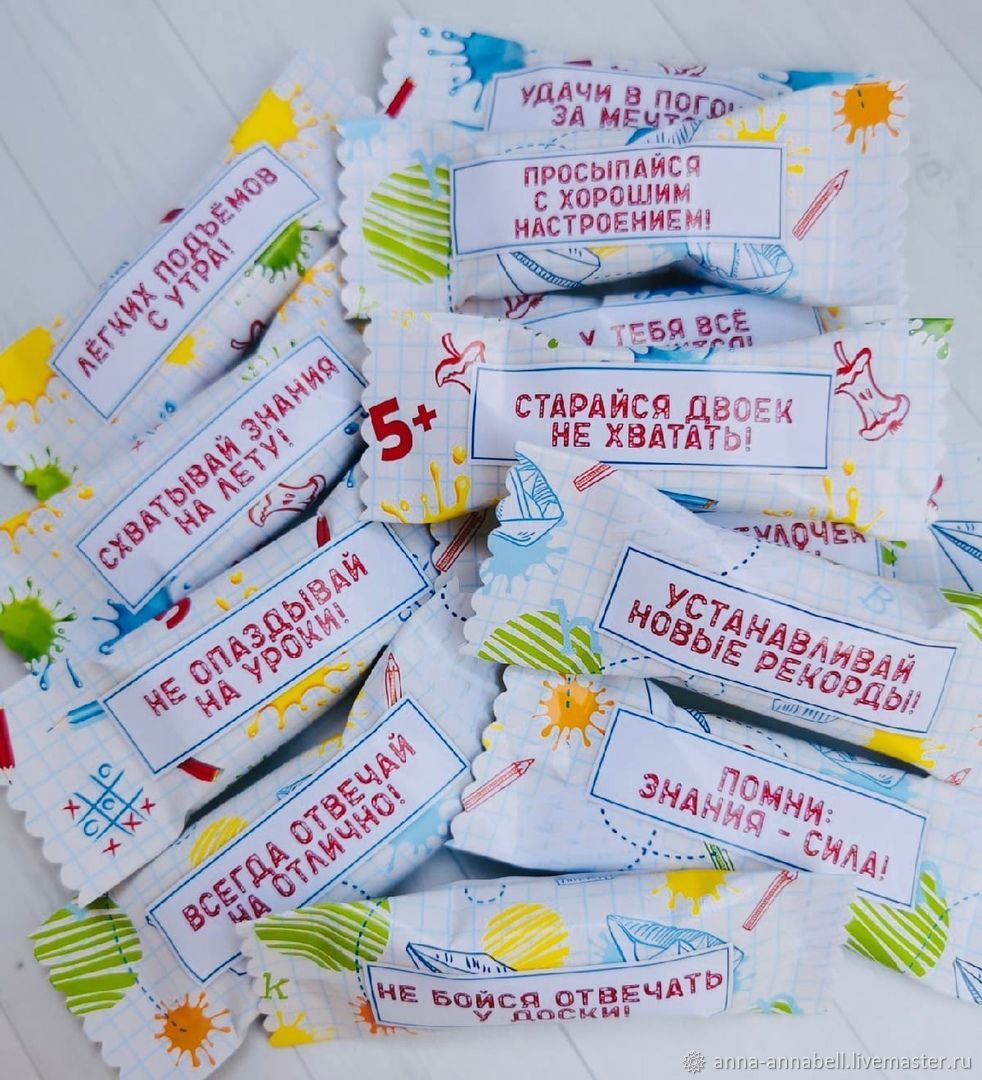 УДАЧИ В
ЗА
ПРОСЫПАЙСЯ
С ХОРОШИМ
НАСТРОЕНИЕМ!
ЛЁГКИХ ПОДЪЁМОВ
С УТРА!
У ТЕБЯ ВСЁ
5+
СТАРАЙСЯ ДВОЕК
НЕ ХВАТАТЬ!
СХВАТЫВАЙ ЗНАНИЯ
НА ЛЕТУ!
УСТАНАВЛИВАЙ
НОВЫЕ РЕКОРДЫ!
НЕ ОПАЗДЫВАЙ
НА УРОКИ!
ПОМНИ:
ЗНАНИЯ - СИЛА!
ВСЕГДА ОТВЕЧАЙ
НА ОТЛИЧНО!
НЕ БОЙСЯ ОТВЕЧАТЬ
У ДОСКИ!
k
anna-annabell.livemaster.ru